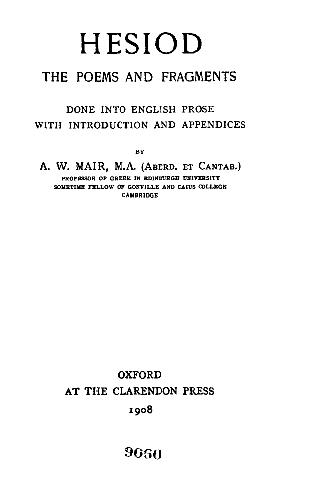 HESIOD
THE POEMS AND FRAGMENTS
DONE INTO ENGLISH PROSE
WITH INTRODUCTION AND APPENDICES
BY
A. W. MAIR, M.A. (ABERD. ET CANTAB.)
PROFESSOR OF GREEK IN EDINBURGH UNIVERSITY
SOMETIME FELLOW OF GONVILLE AND CAIUS COLLEGE
CAMBRIDGE
OXFORD
AT THE CLARENDON PRESS
1908
9660